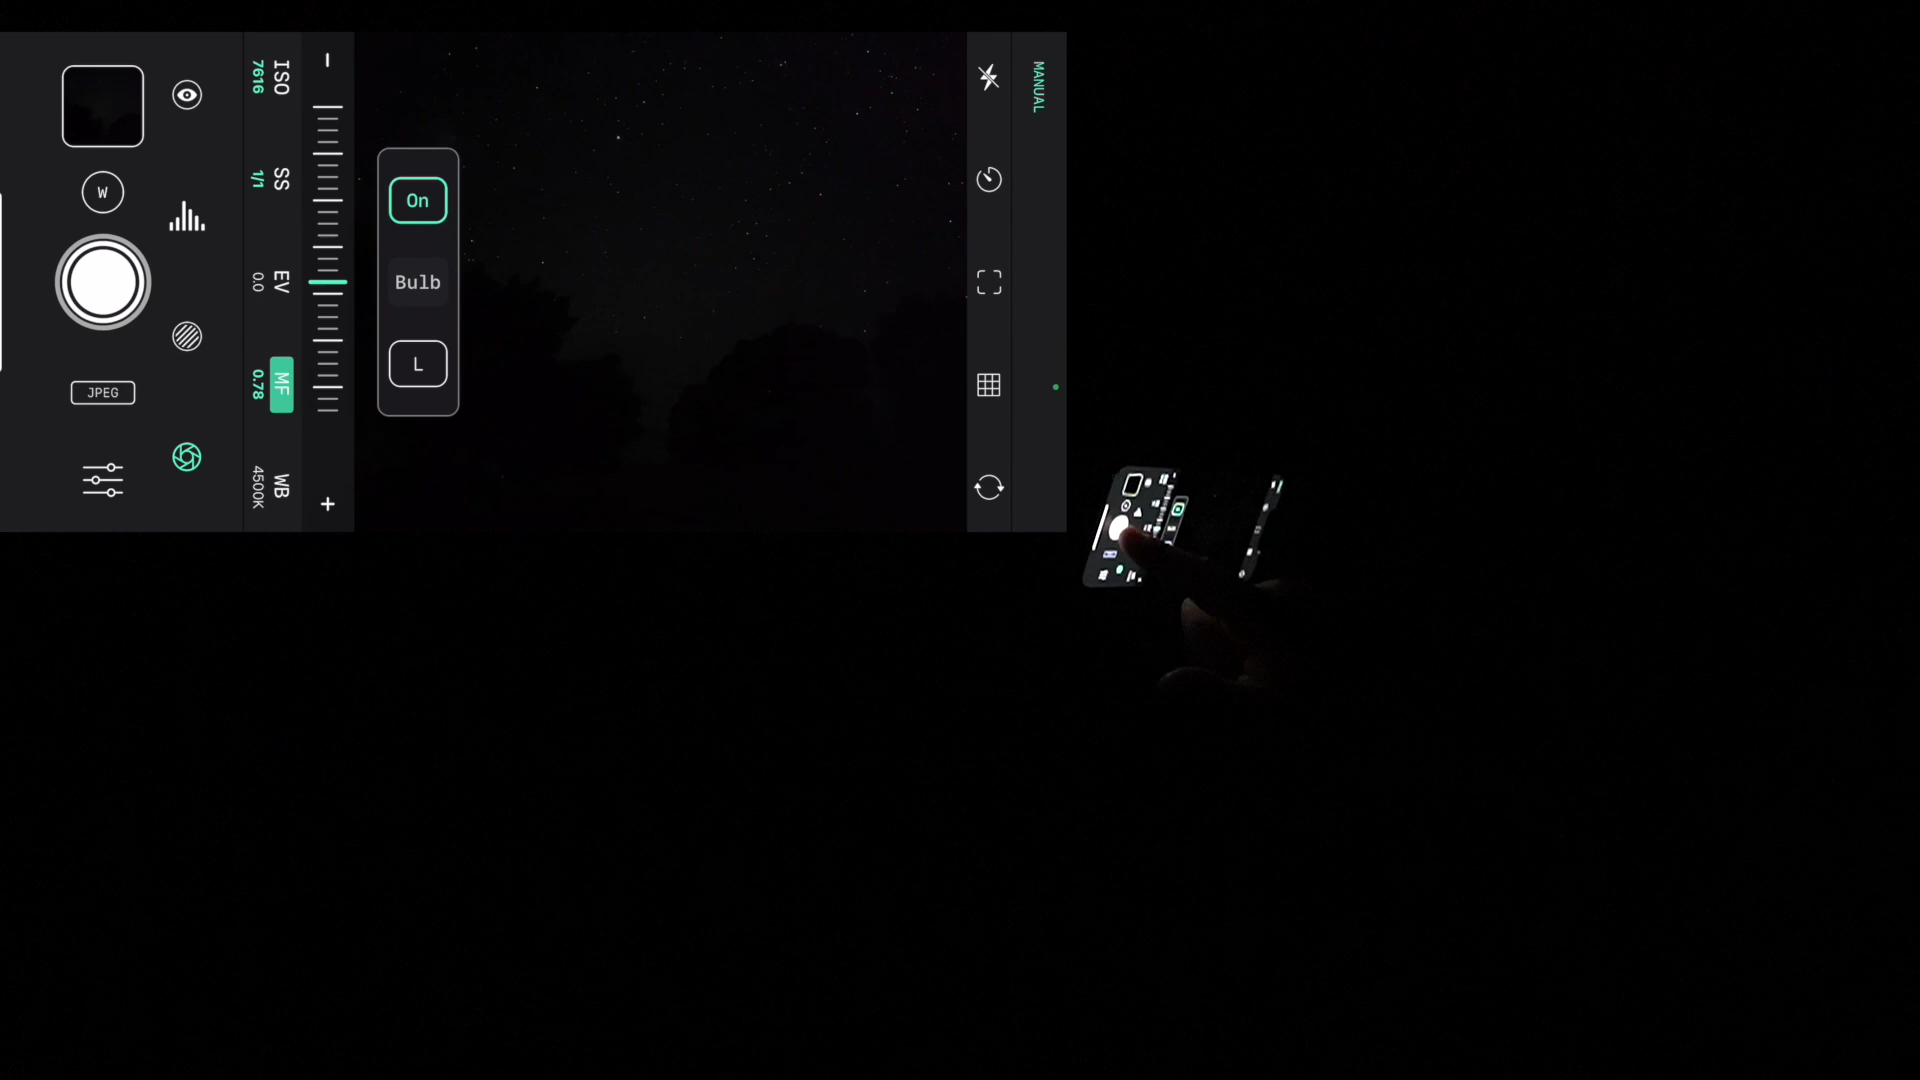 MANUAL
ISO
7616
SS
1/1
EV
0.0
MF
0.78
WB
4500K
On
Bulb
L
W
JPEG